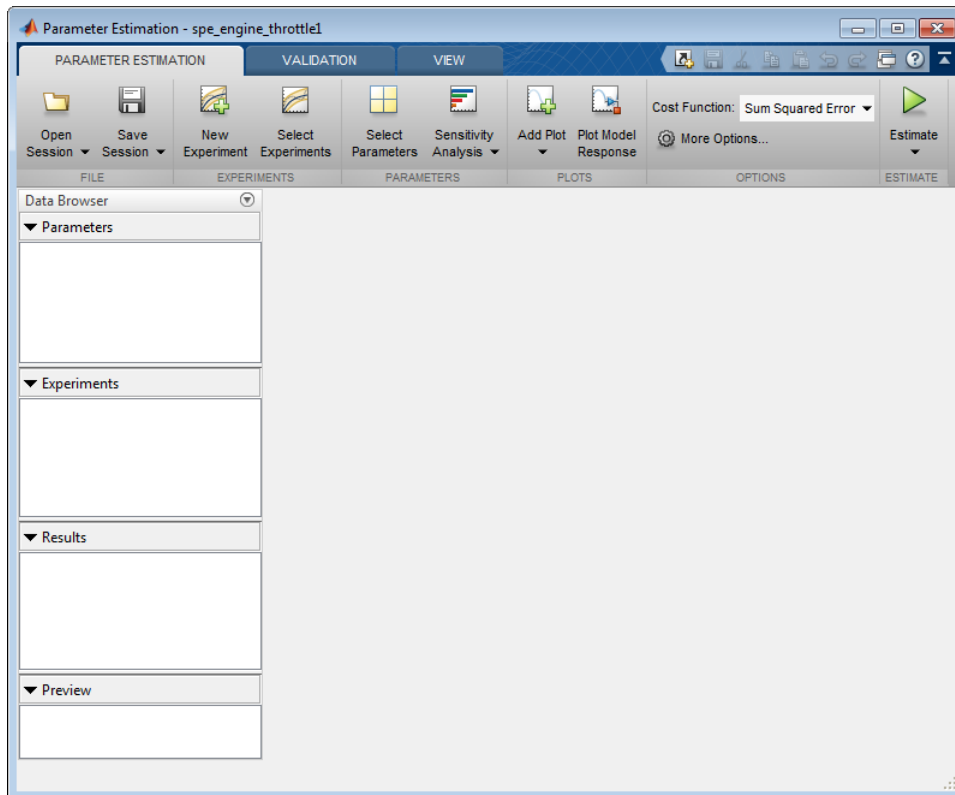 Parameter Estimation - spe_engine_throttle1
PARAMETER ESTIMATION VALIDATION VIEW
Open Save New Select Select Sensitivity Add Plot Plot Model Cost Function: Sum Squared Error Estimate
Session Session Experiment Experiments Parameters Analysis Response More Options...
FILE EXPERIMENTS PARAMETERS PLOTS OPTIONS ESTIMATE
Data Browser
Parameters
Experiments
Results
Preview